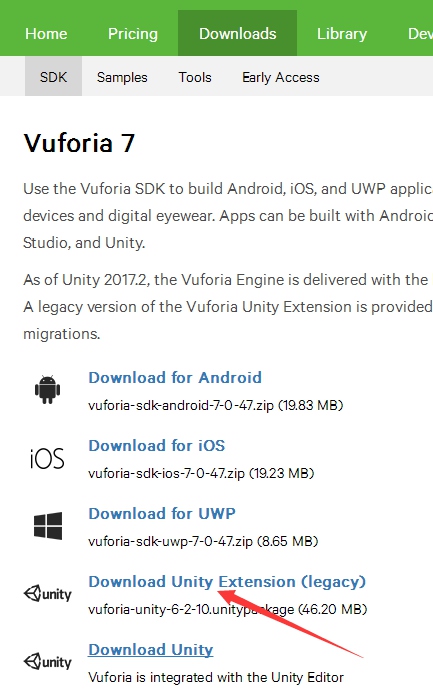 Home Pricing Downloads Library Dev
SDK Samples Tools Early Access
Vuforia 7
Use the Vuforia SDK to build Android, iOS, and UWP applic
devices and digital eyewear. Apps can be built with Android
Studio, and Unity.
As of Unity 2017.2, the Vuforia Engine is delivered with the
A legacy version of the Vuforia Unity Extension is provided
migrations.
Download for Android
vuforia-sdk-android-7-0-47.zip (19.83 MB)
iOS
Download for iOS
vuforia-sdk-ios-7-0-47.zip (19.23 MB)
Download for UWP
vuforia-sdk-uwp-7-0-47.zip (8.65 MB)
unity
Download Unity Extension (legacy)
vuforia-unity-6-2-10.unitypackage (46.20 MB)
unity
Download Unity
Vuforia is integrated with the Unity Editor